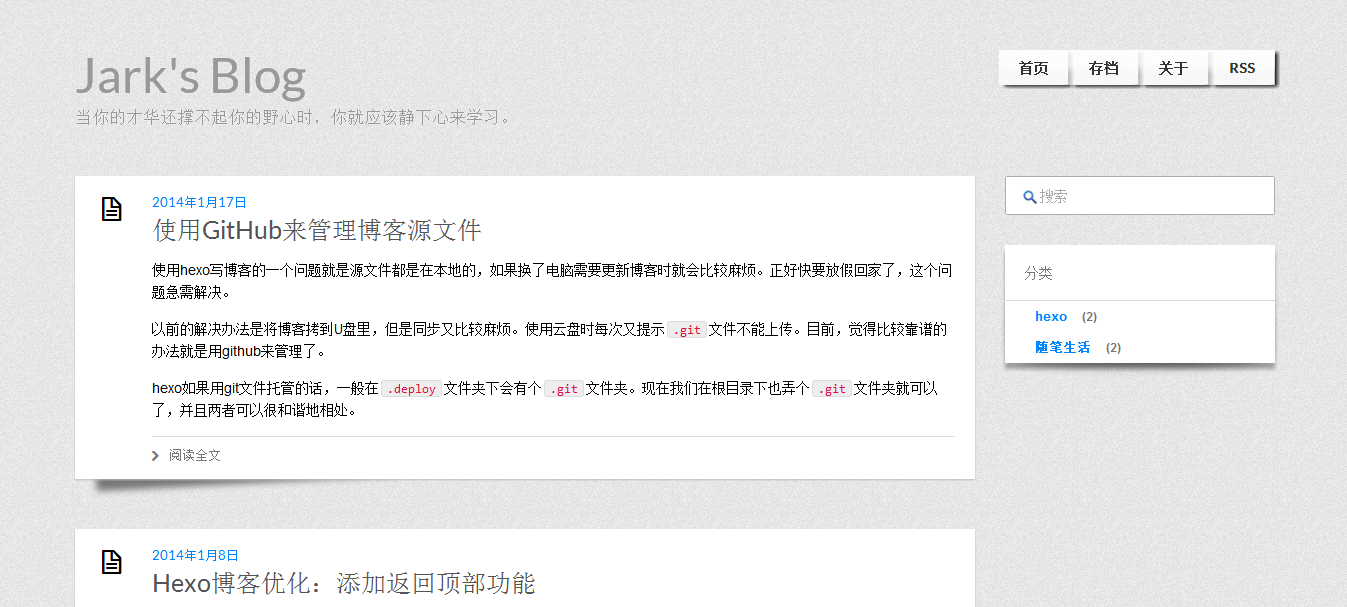 Jark's Blog
当你的才华还撑不起你的野心时，你就应该静下心来学习。
首页 存档 关于 RSS
2014年1月17日
使用GitHub来管理博客源文件
使用hexo写博客的一个问题就是源文件都是在本地的，如果换了电脑需要更新博客时就会比较麻烦。正好快要放假回家了，这个问
题急需解决。
以前的解决办法是将博客拷到U盘里，但是同步又比较麻烦。使用云盘时每次又提示 .git 文件不能上传。目前，觉得比较靠谱的
办法就是用github来管理了。
hexo如果用git文件托管的话，一般在 .deploy 文件夹下会有个 .git 文件夹。现在我们在根目录下也弄个 .git 文件夹就可以
了，并且两者可以很和谐地相处。
阅读全文
2014年1月8日
Hexo博客优化：添加返回顶部功能
搜索
分类
hexo (2)
随笔生活 (2)